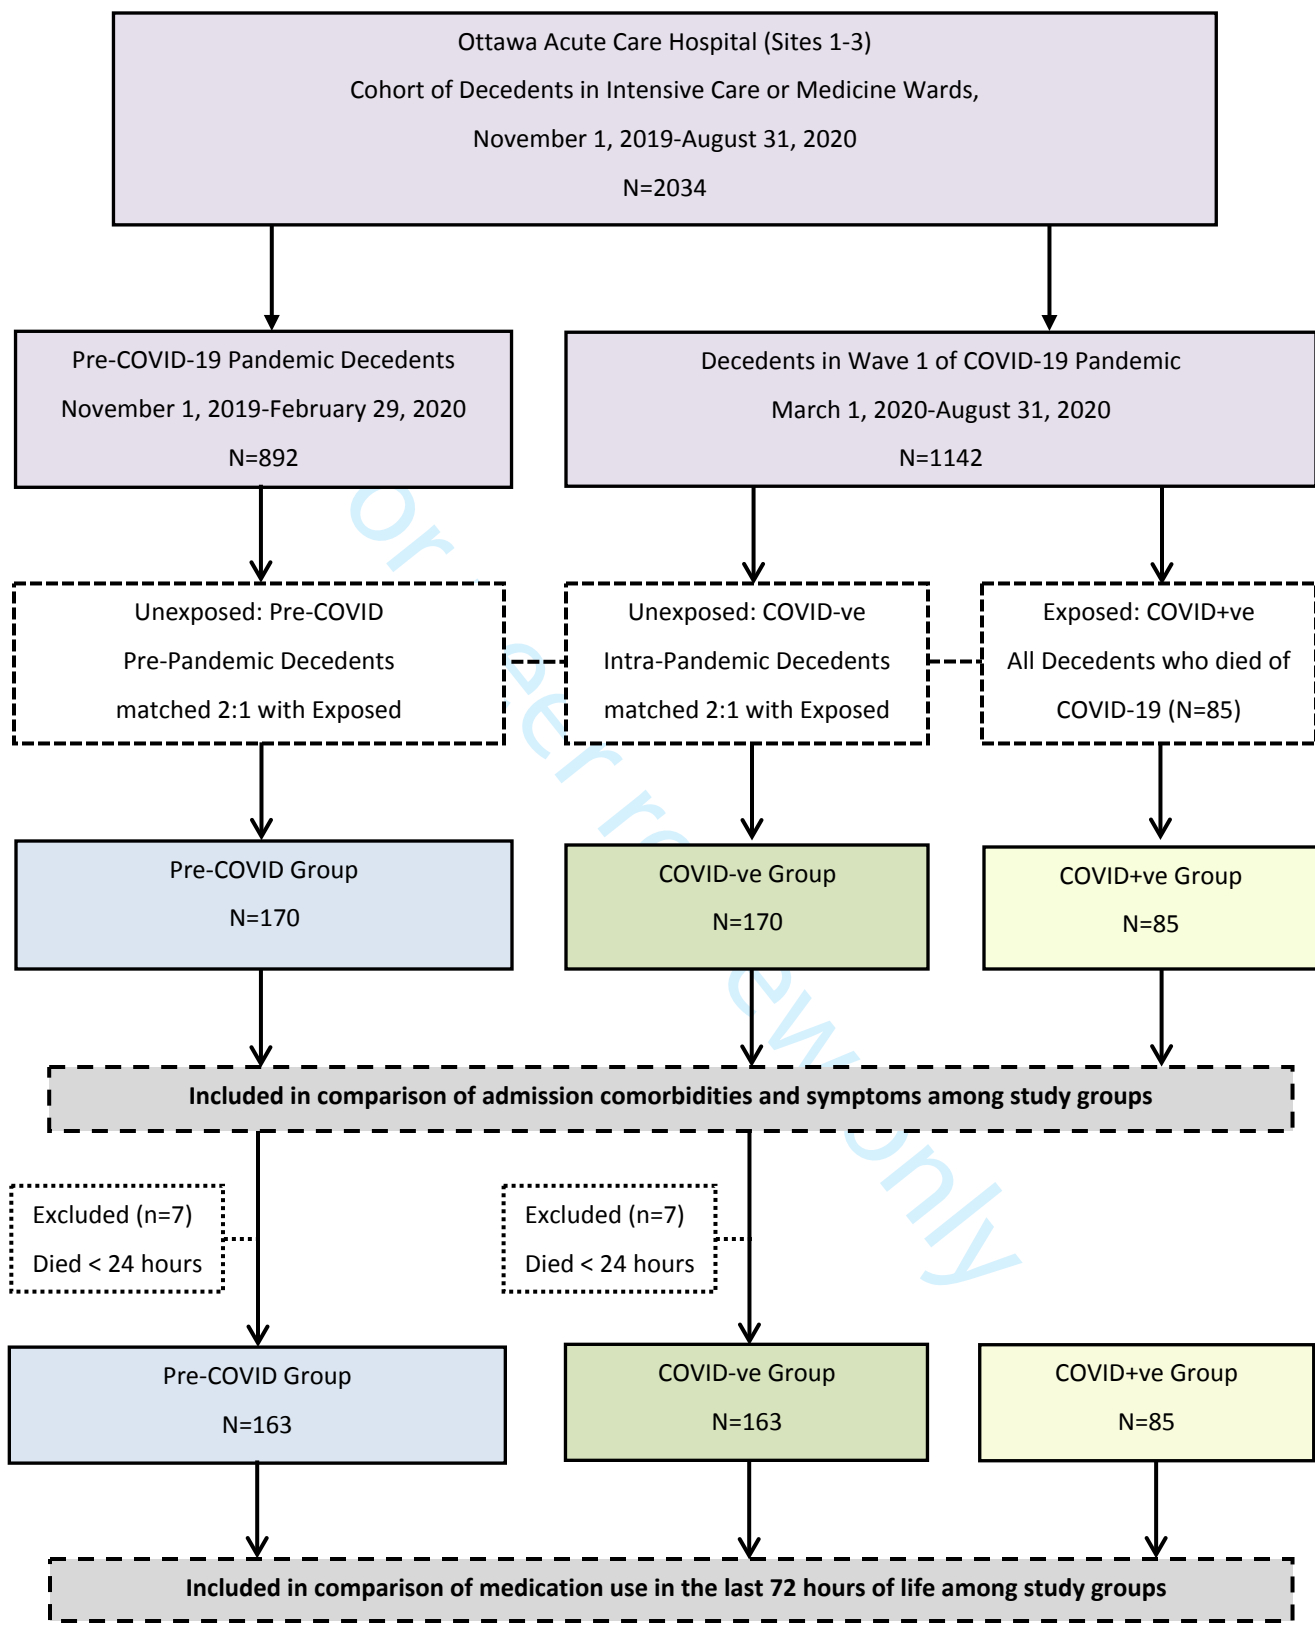 Ottawa Acute Care Hospital (Sites 1-3)
Cohort of Decedents in Intensive Care or Medicine Wards,
November 1, 2019-August 31, 2020
N=2034
Pre-COVID-19 Pandemic Decedents
November 1, 2019-February 29, 2020
N=892
Decedents in Wave 1 of COVID-19 Pandemic
March 1, 2020-August 31, 2020
N=1142
Unexposed: Pre-COVID
Pre-Pandemic Decedents
matched 2:1 with Exposed
Unexposed: COVID-ve
Intra-Pandemic Decedents
matched 2:1 with Exposed
Exposed: COVID+ve
All Decedents who died of
COVID-19 (N=85)
Pre-COVID Group
N=170
COVID-ve Group
N=170
COVID+ve Group
N=85
Included in comparison of admission comorbidities and symptoms among study groups
Excluded (n=7)
Died < 24 hours
Excluded (n=7)
Died < 24 hours
Pre-COVID Group
N=163
COVID-ve Group
N=163
COVID+ve Group
N=85
Included in comparison of medication use in the last 72 hours of life among study groups